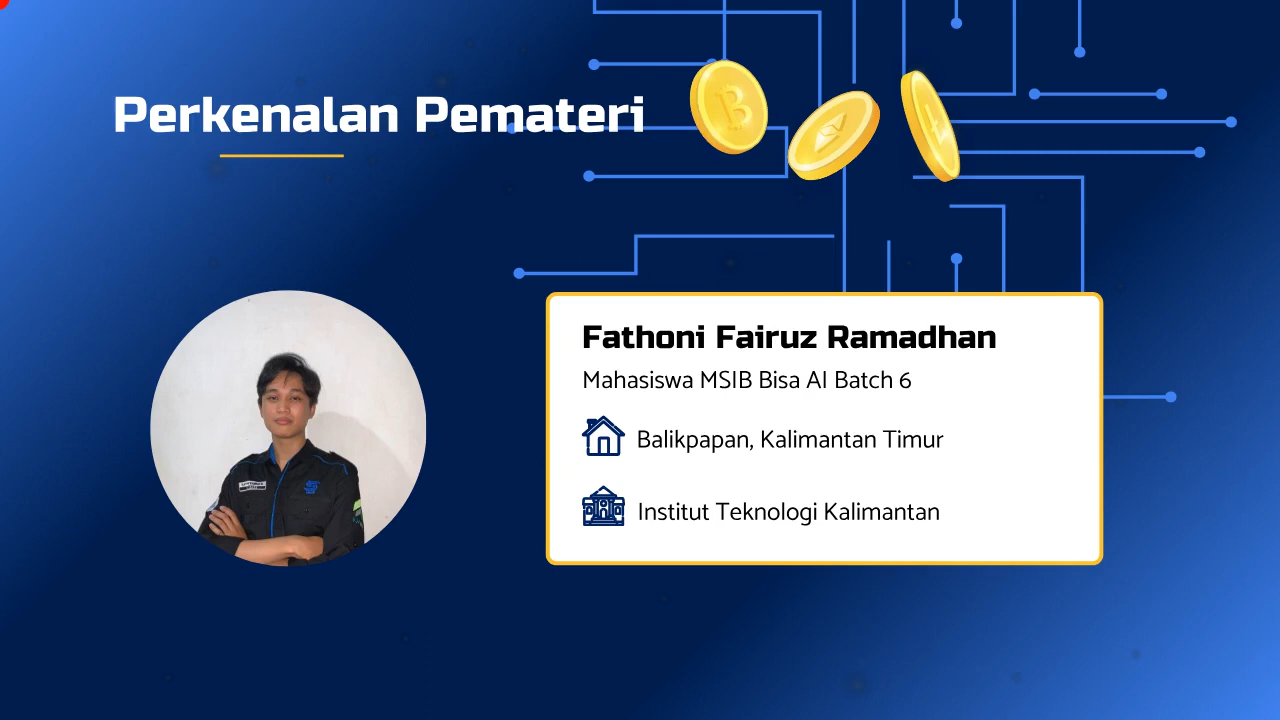 Perkenalan Pemateri
Fathoni Fairuz Ramadhan
Mahasiswa MSIB Bisa AI Batch 6
Balikpapan, Kalimantan Timur
Institut Teknologi Kalimantan